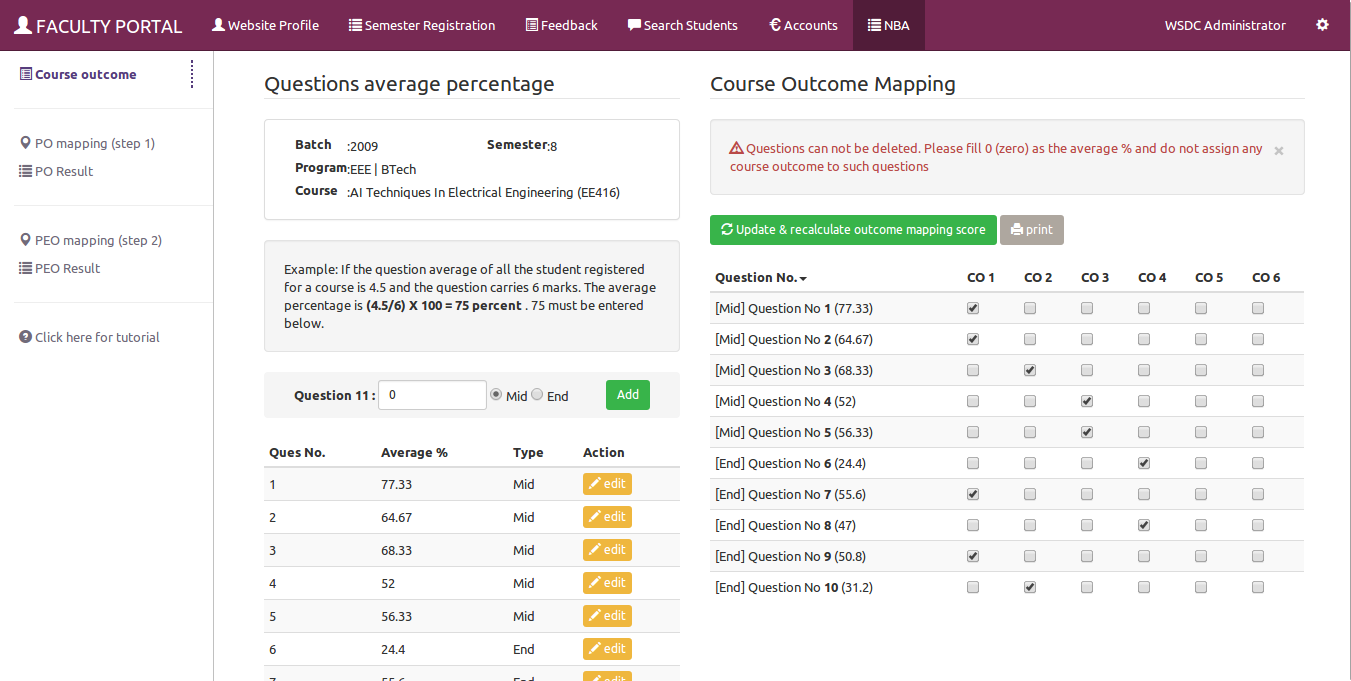 FACULTY PORTAL Website Profile Semester Registration Feedback Search Students Accounts NBA WSDC Administrator
Course outcome
PO mapping (step 1)
PO Result
PEO mapping (step 2)
PEO Result
Click here for tutorial
Questions average percentage
Batch :2009 Semester:8
Program:EEE | BTech
Course :AI Techniques In Electrical Engineering (EE416)
Example: If the question average of all the student registered
for a course is 4.5 and the question carries 6 marks. The average
percentage is (4.5/6) X 100 = 75 percent . 75 must be entered
below.
Question 11 : 0 Mid End Add
Ques No. Average % Type Action
1 77.33 Mid edit
2 64.67 Mid edit
3 68.33 Mid edit
4 52 Mid edit
5 56.33 Mid edit
6 24.4 End edit
7 55.6 End edit
Course Outcome Mapping
Questions can not be deleted. Please fill 0 (zero) as the average % and do not assign any ×
course outcome to such questions
Update & recalculate outcome mapping score print
Question No. CO 1 CO 2 CO 3 CO 4 CO 5 CO 6
[Mid] Question No 1 (77.33)
[Mid] Question No 2 (64.67)
[Mid] Question No 3 (68.33)
[Mid] Question No 4 (52)
[Mid] Question No 5 (56.33)
[End] Question No 6 (24.4)
[End] Question No 7 (55.6)
[End] Question No 8 (47)
[End] Question No 9 (50.8)
[End] Question No 10 (31.2)